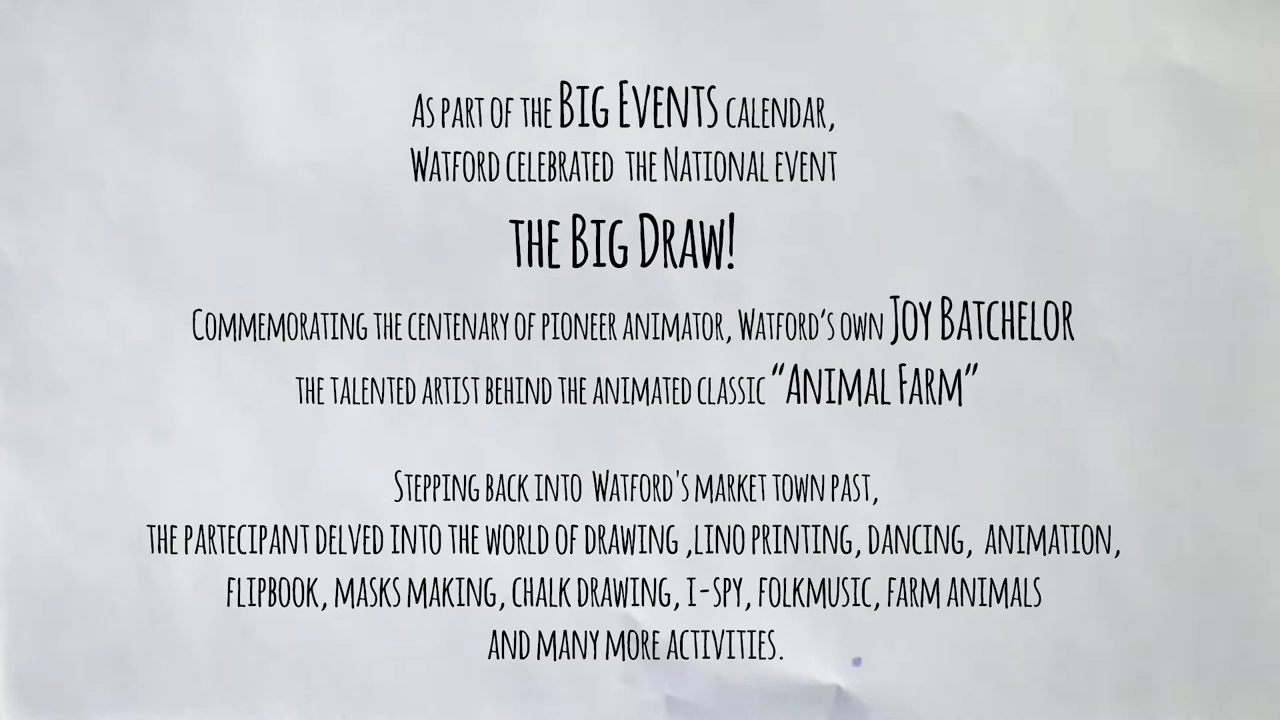 As part of the Big Events calendar,
Watford celebrated the National event
the Big Draw!
Commemorating the centenary of pioneer animator, Watford's own Joy Batchelor
the talented artist behind the animated classic "Animal Farm"
Stepping back into Watford's market town past,
the partecipant delved into the world of drawing ,lino printing, dancing, animation,
flipbook, masks making, chalk drawing, I-spy, folkmusic, farm animals
and many more activities.